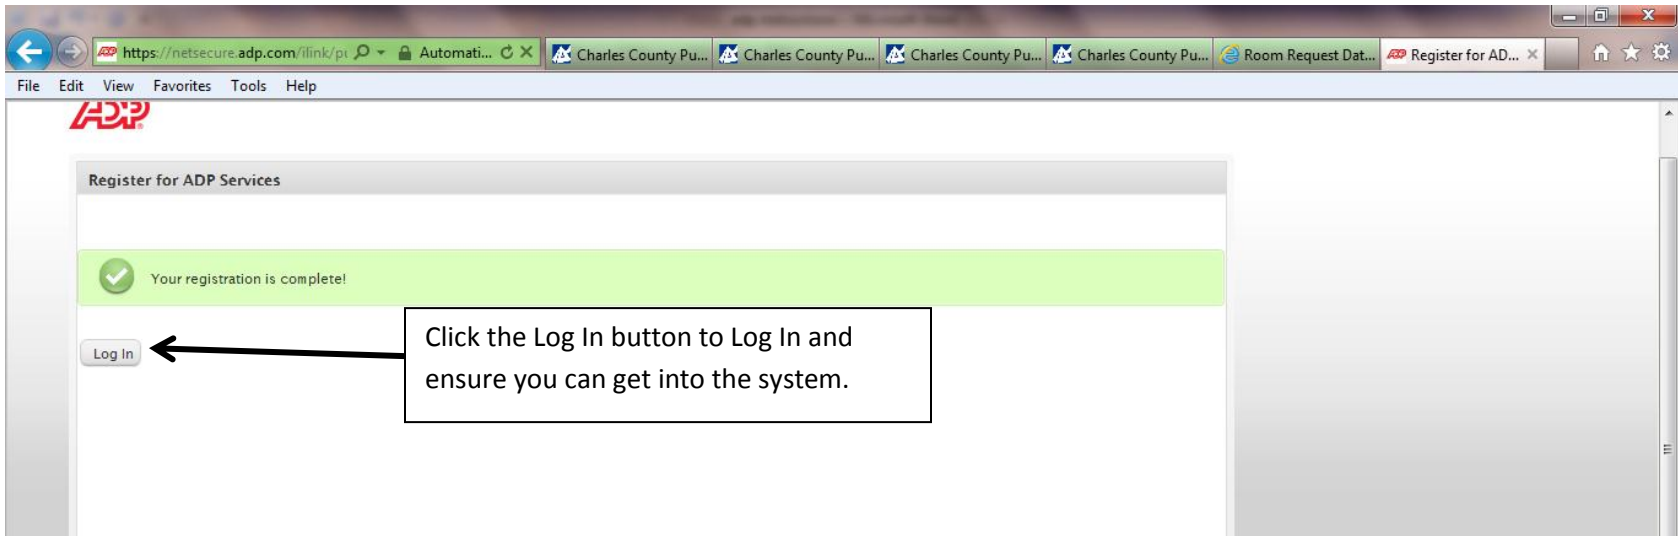 https://netsecure.adp.com/ilink/pu Automati... Charles County Pu... Charles County Pu... Charles County Pu... Charles County Pu... Room Request Dat... Register for AD...
File Edit View Favorites Tools Help
ADP
Register for ADP Services
Your registration is complete!
Click the Log In button to Log In and
ensure you can get into the system.
Log In